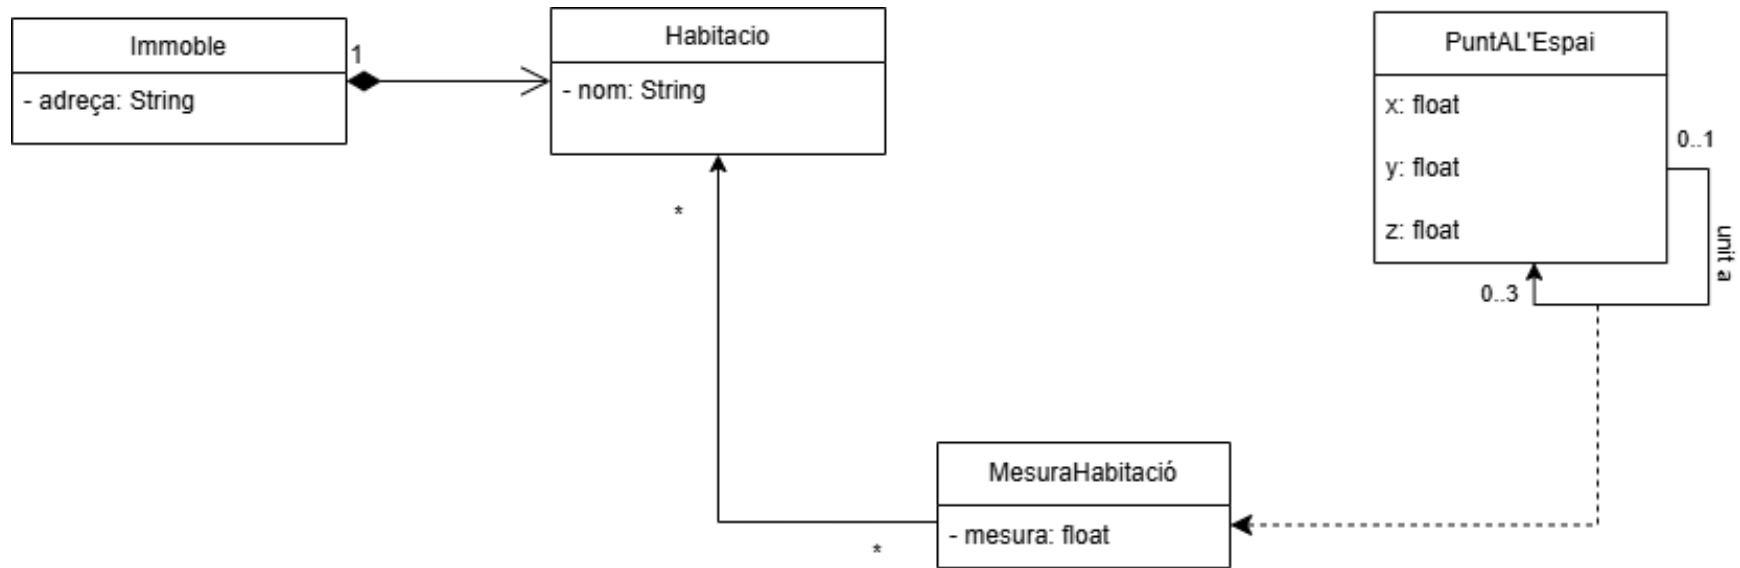 Immoble
1
- adreça: String
Habitacio
- nom: String
*
PuntAL'Espai
x: float
y: float
z: float
0..1
unit a
0..3
MesuraHabitació
- mesura: float
*